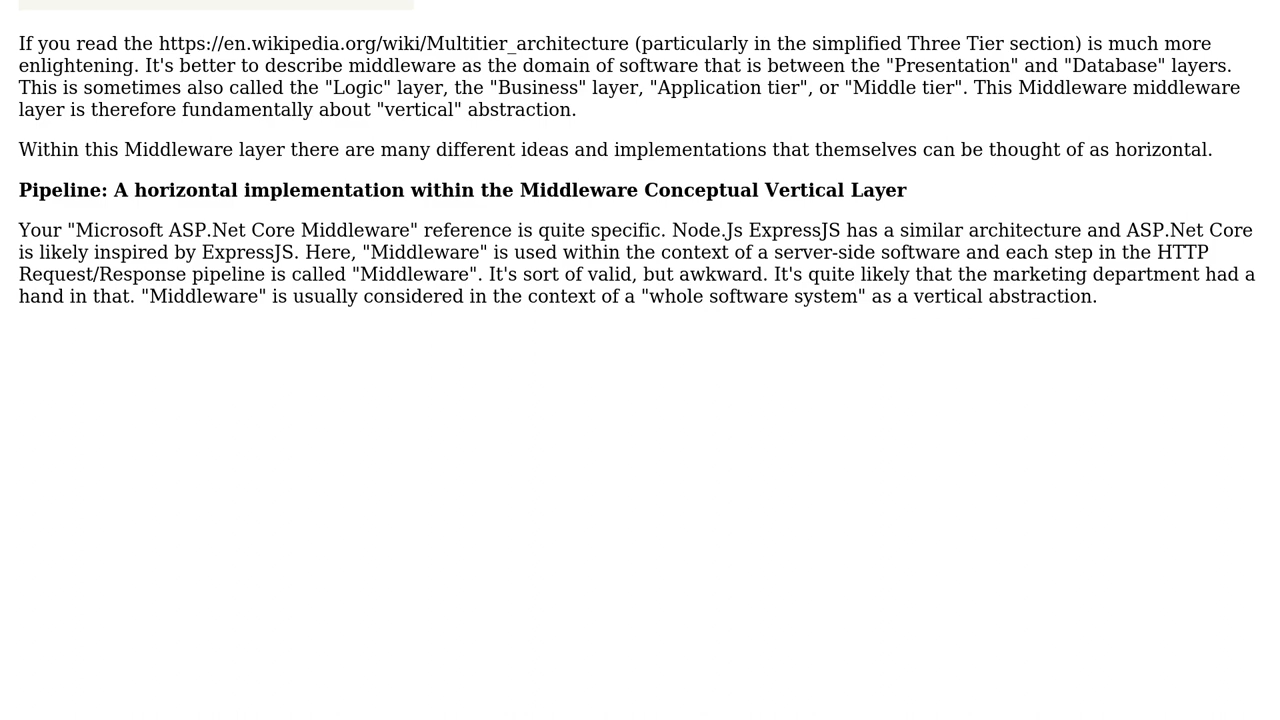 If you read the https://en.wikipedia.org/wiki/Multitier_architecture (particularly in the simplified Three Tier section) is much more
enlightening. It's better to describe middleware as the domain of software that is between the "Presentation" and "Database" layers.
This is sometimes also called the "Logic" layer, the "Business" layer, "Application tier", or "Middle tier". This Middleware middleware
layer is therefore fundamentally about "vertical" abstraction.
Within this Middleware layer there are many different ideas and implementations that themselves can be thought of as horizontal.
Pipeline: A horizontal implementation within the Middleware Conceptual Vertical Layer
Your "Microsoft ASP.Net Core Middleware" reference is quite specific. Node.Js ExpressJS has a similar architecture and ASP.Net Core
is likely inspired by ExpressJS. Here, "Middleware" is used within the context of a server-side software and each step in the HTTP
Request/Response pipeline is called "Middleware". It's sort of valid, but awkward. It's quite likely that the marketing department had a
hand in that. "Middleware" is usually considered in the context of a "whole software system" as a vertical abstraction.